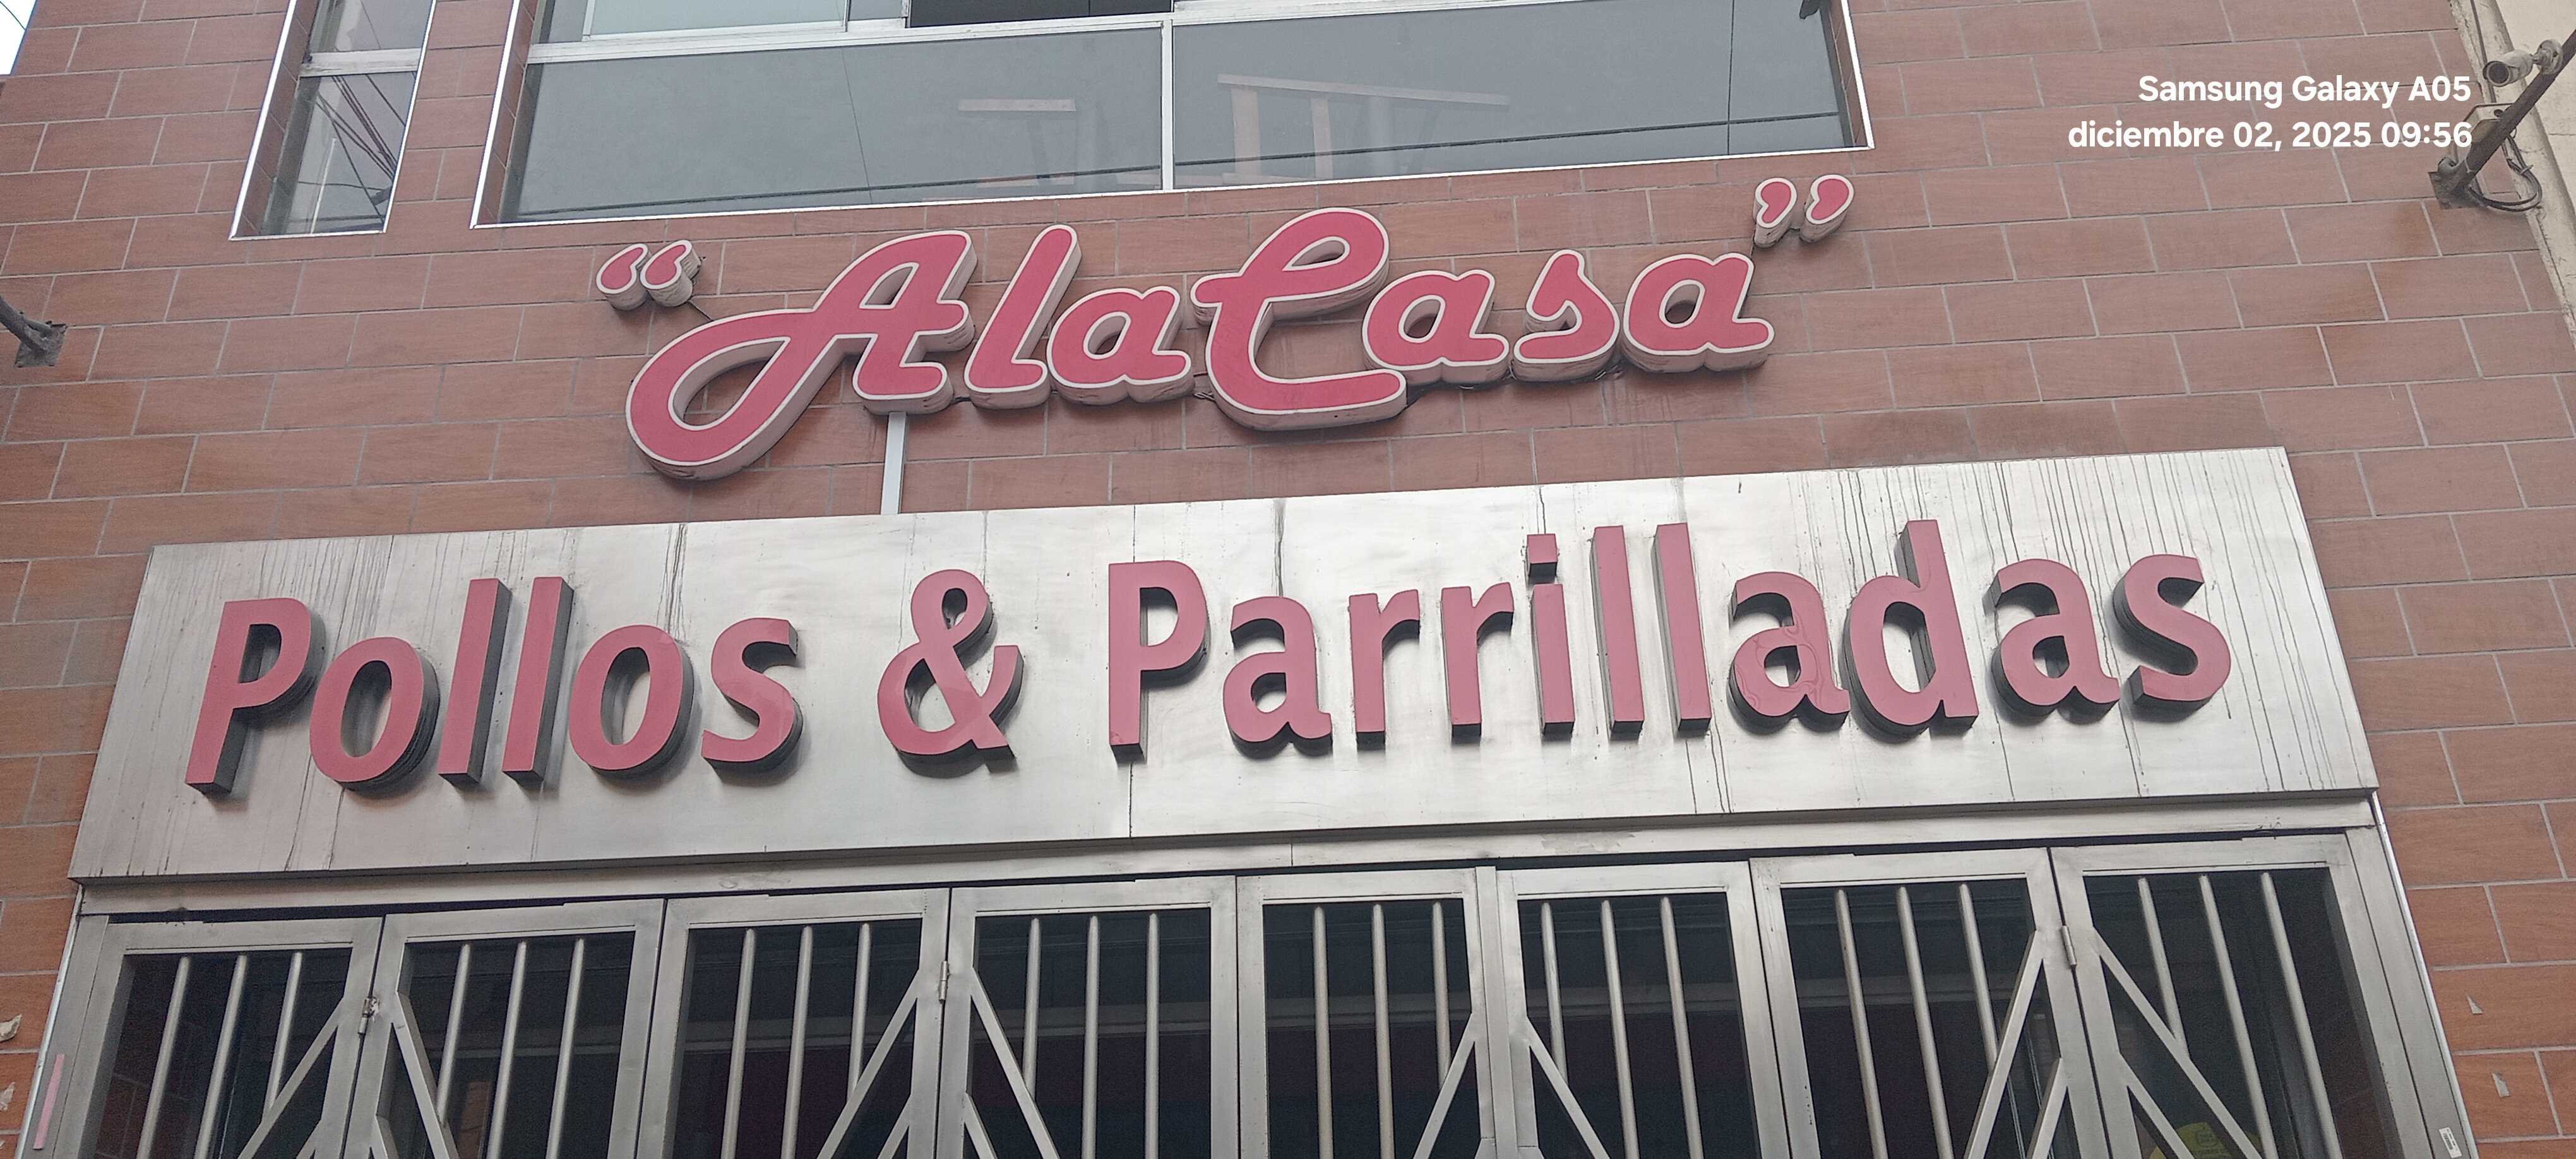 Samsung Galaxy A05
diciembre 02, 2025 09:56
“AlaCasa”
Pollos & Parrilladas